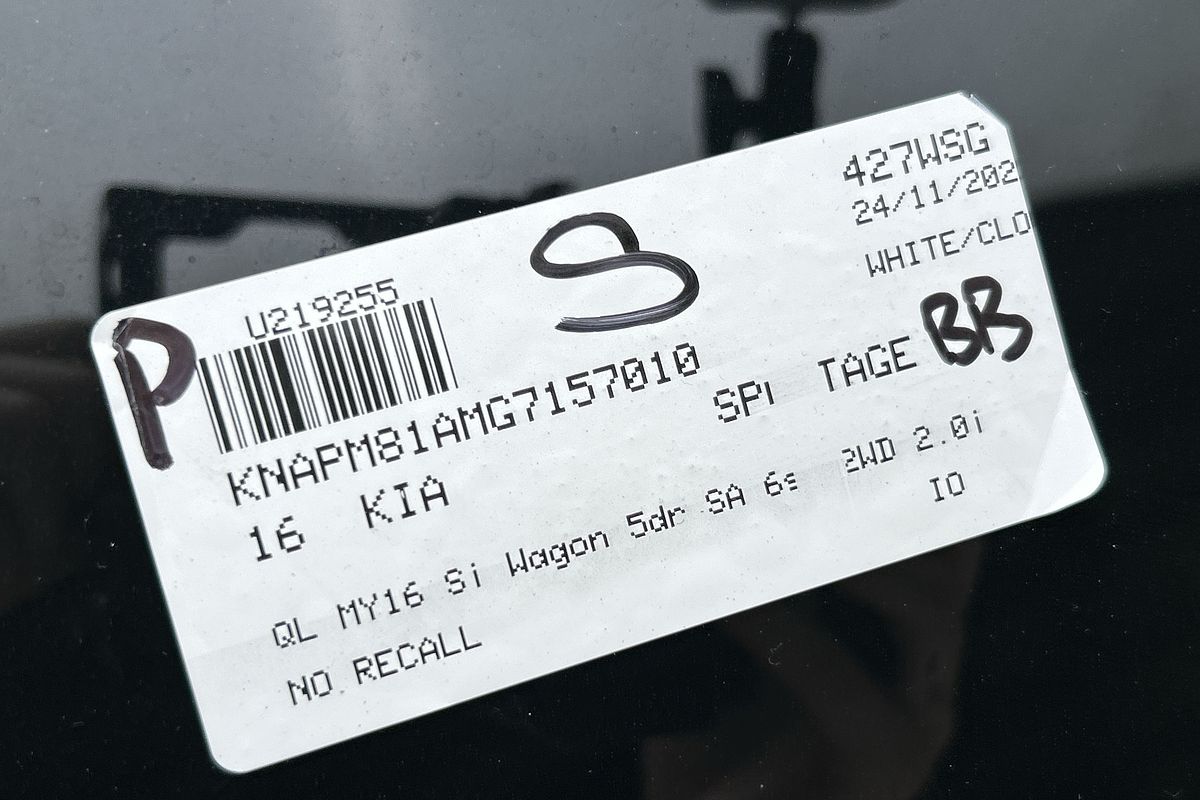 427WSG
24/11/202
WHITE/CLO
S
U219255
P
KNAPM81AMG7157010
SPI TAGE BB
16 KIA
QL MY16 Si Wagon 5dr SA 6s 2WD 2.0i
IO
NO RECALL